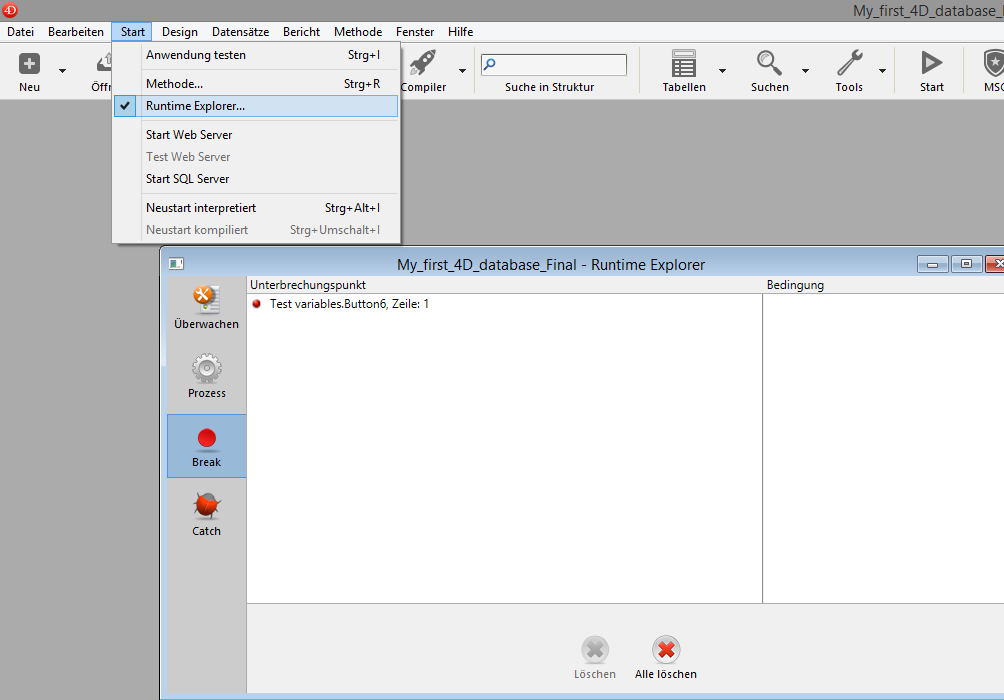 4D My_first_4D_database_
Datei Bearbeiten Start Design Datensätze Bericht Methode Fenster Hilfe
Neu Öffn Compiler Suche in Struktur Tabellen Suchen Tools Start MSC
Anwendung testen Strg+I
Methode... Strg+R
Runtime Explorer...
Start Web Server
Test Web Server
Start SQL Server
Neustart interpretiert Strg+Alt+I
Neustart kompiliert Strg+Umschalt+I
My_first_4D_database_Final - Runtime Explorer
Unterbrechungspunkt Bedingung
Test variables.Button6, Zeile: 1
Überwachen
Prozess
Break
Catch
Löschen Alle löschen